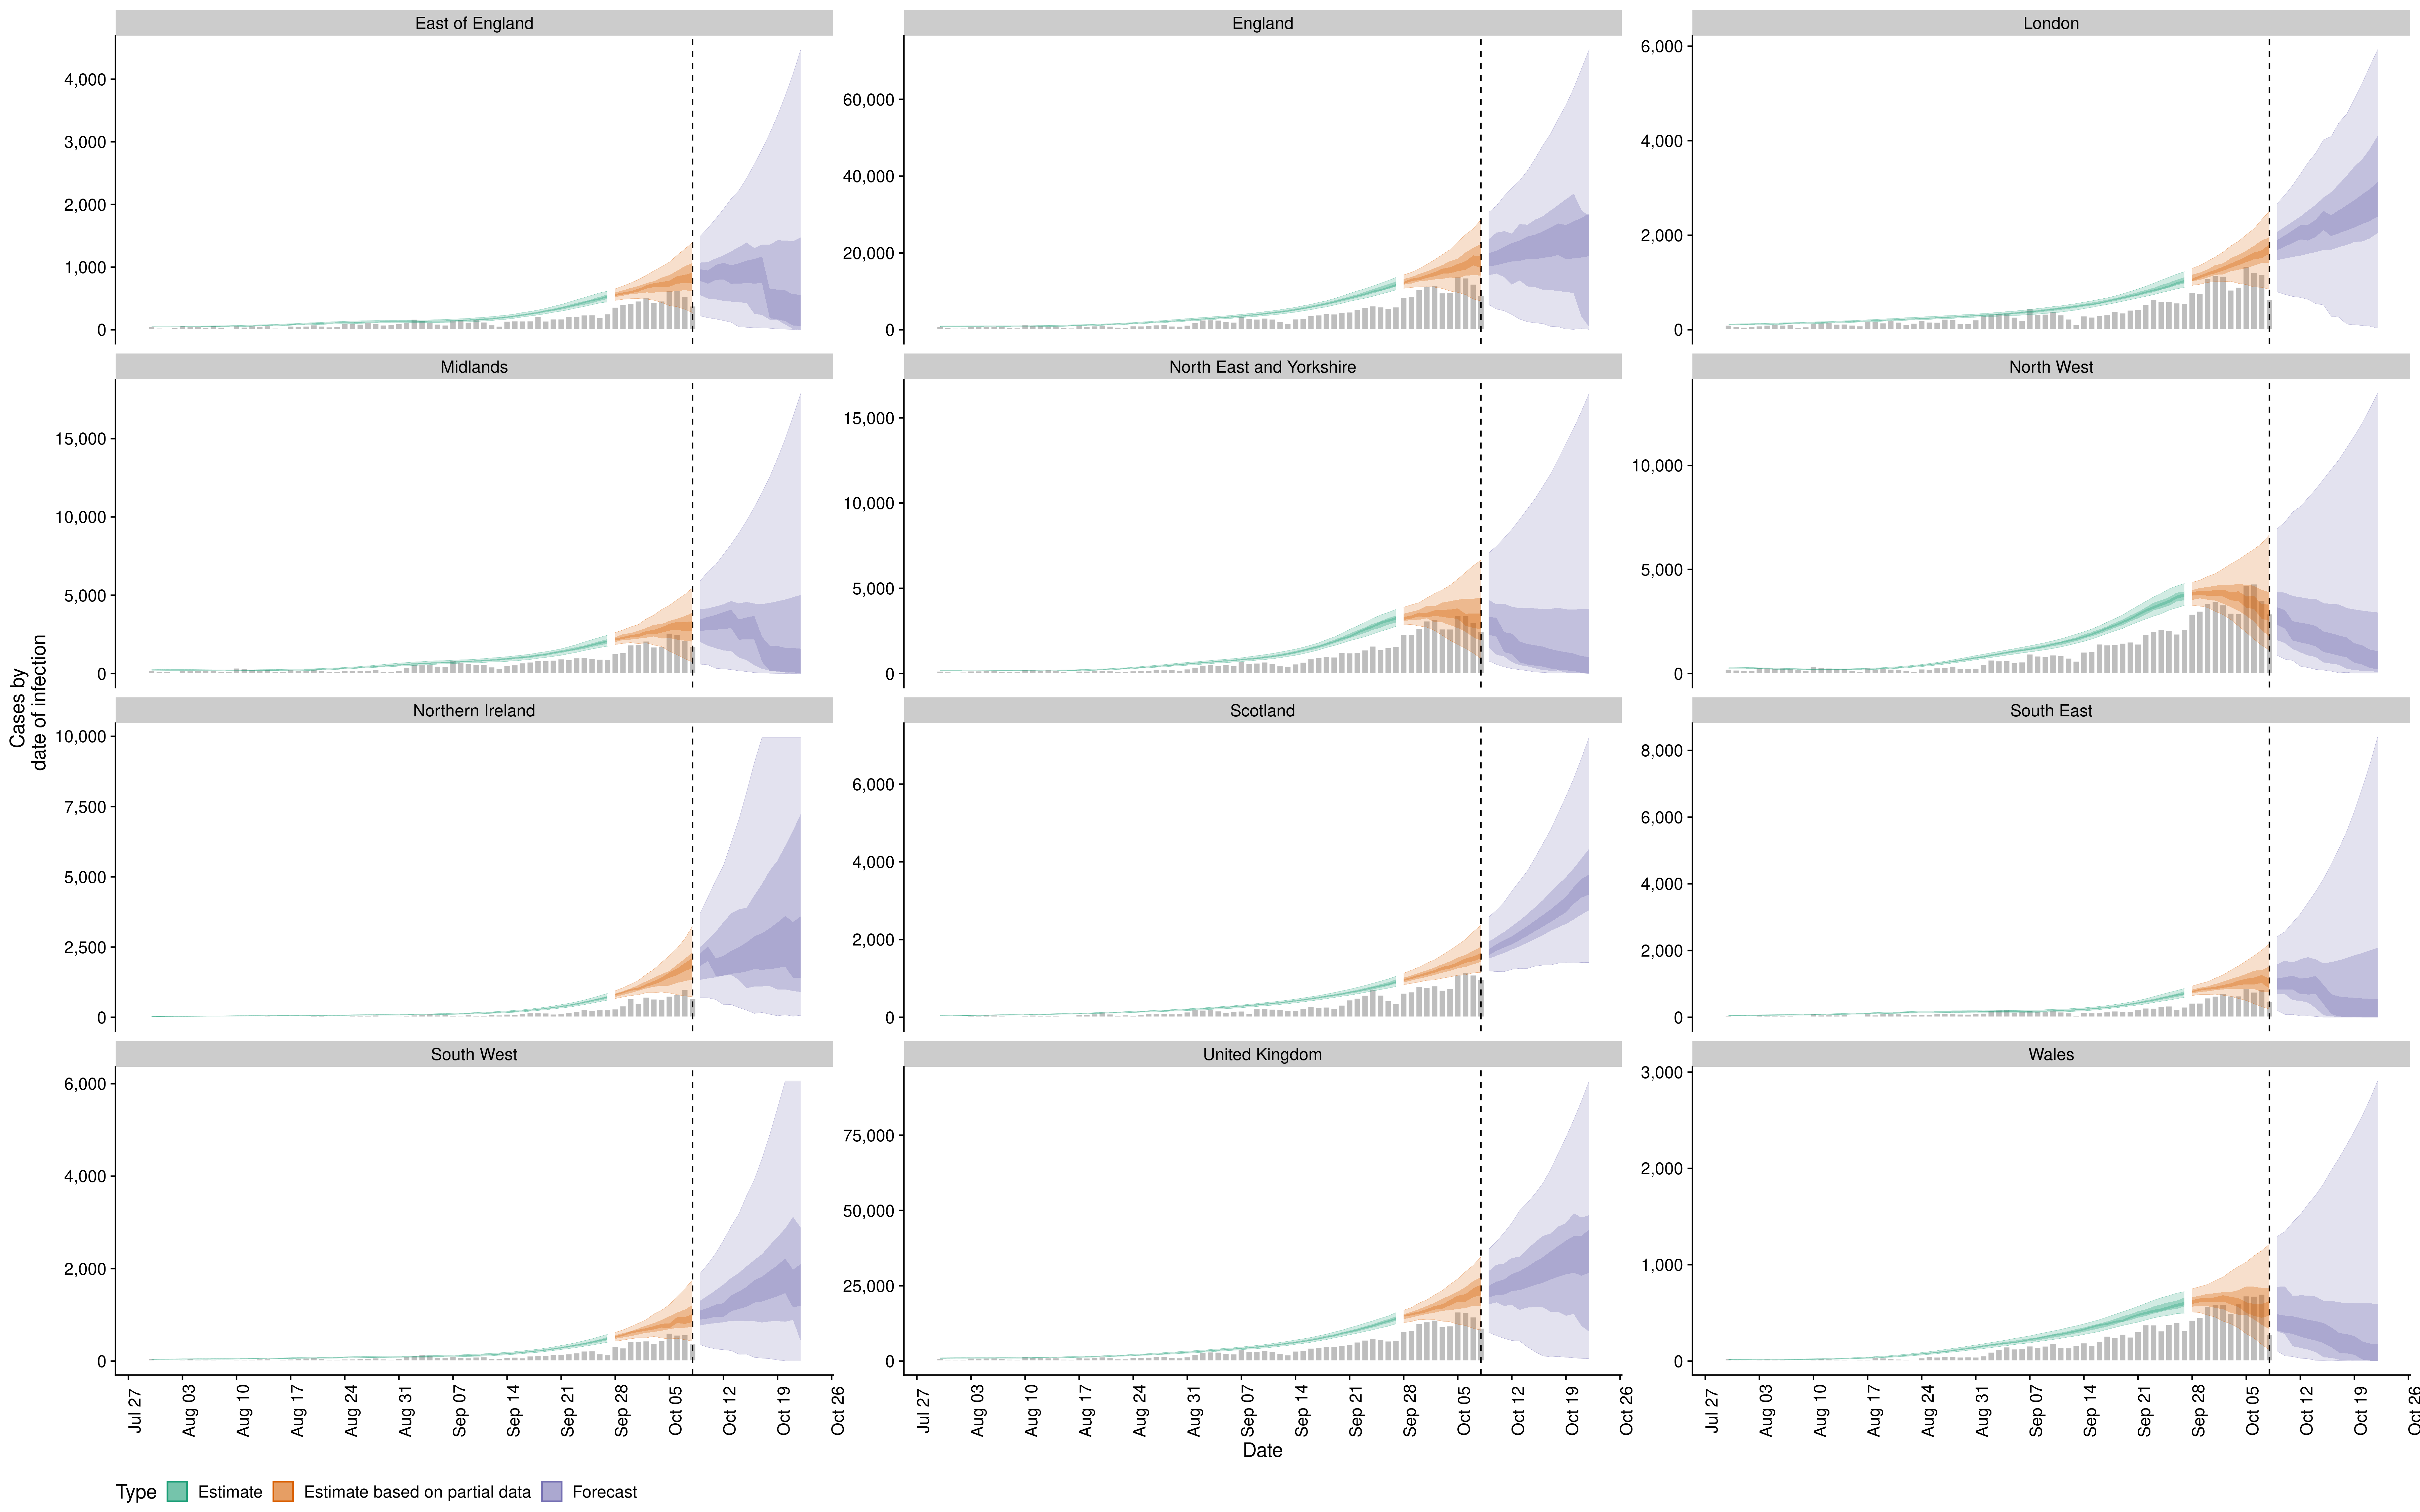 East of England
England
London
4,000
3,000
2,000
1,000
0
60,000
40,000
20,000
0
6,000
4,000
2,000
0
Midlands
North East and Yorkshire
North West
15,000
10,000
5,000
0
15,000
10,000
5,000
0
10,000
5,000
0
Cases by
date of infection
Northern Ireland
Scotland
South East
10,000
7,500
5,000
2,500
0
6,000
4,000
2,000
0
8,000
6,000
4,000
2,000
0
South West
United Kingdom
Wales
6,000
4,000
2,000
0
75,000
50,000
25,000
0
3,000
2,000
1,000
0
Jul 27
Aug 03
Aug 10
Aug 17
Aug 24
Aug 31
Sep 07
Sep 14
Sep 21
Sep 28
Oct 05
Oct 12
Oct 19
Oct 26
Jul 27
Aug 03
Aug 10
Aug 17
Aug 24
Aug 31
Sep 07
Sep 14
Sep 21
Sep 28
Oct 05
Oct 12
Oct 19
Oct 26
Jul 27
Aug 03
Aug 10
Aug 17
Aug 24
Aug 31
Sep 07
Sep 14
Sep 21
Sep 28
Oct 05
Oct 12
Oct 19
Oct 26
Date
Type Estimate Estimate based on partial data Forecast